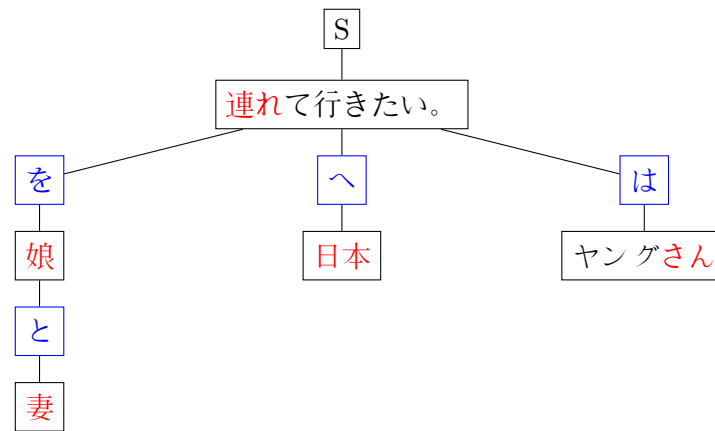 S
連れて行きたい。
を へ は
娘 日本 ヤングさん
と
妻